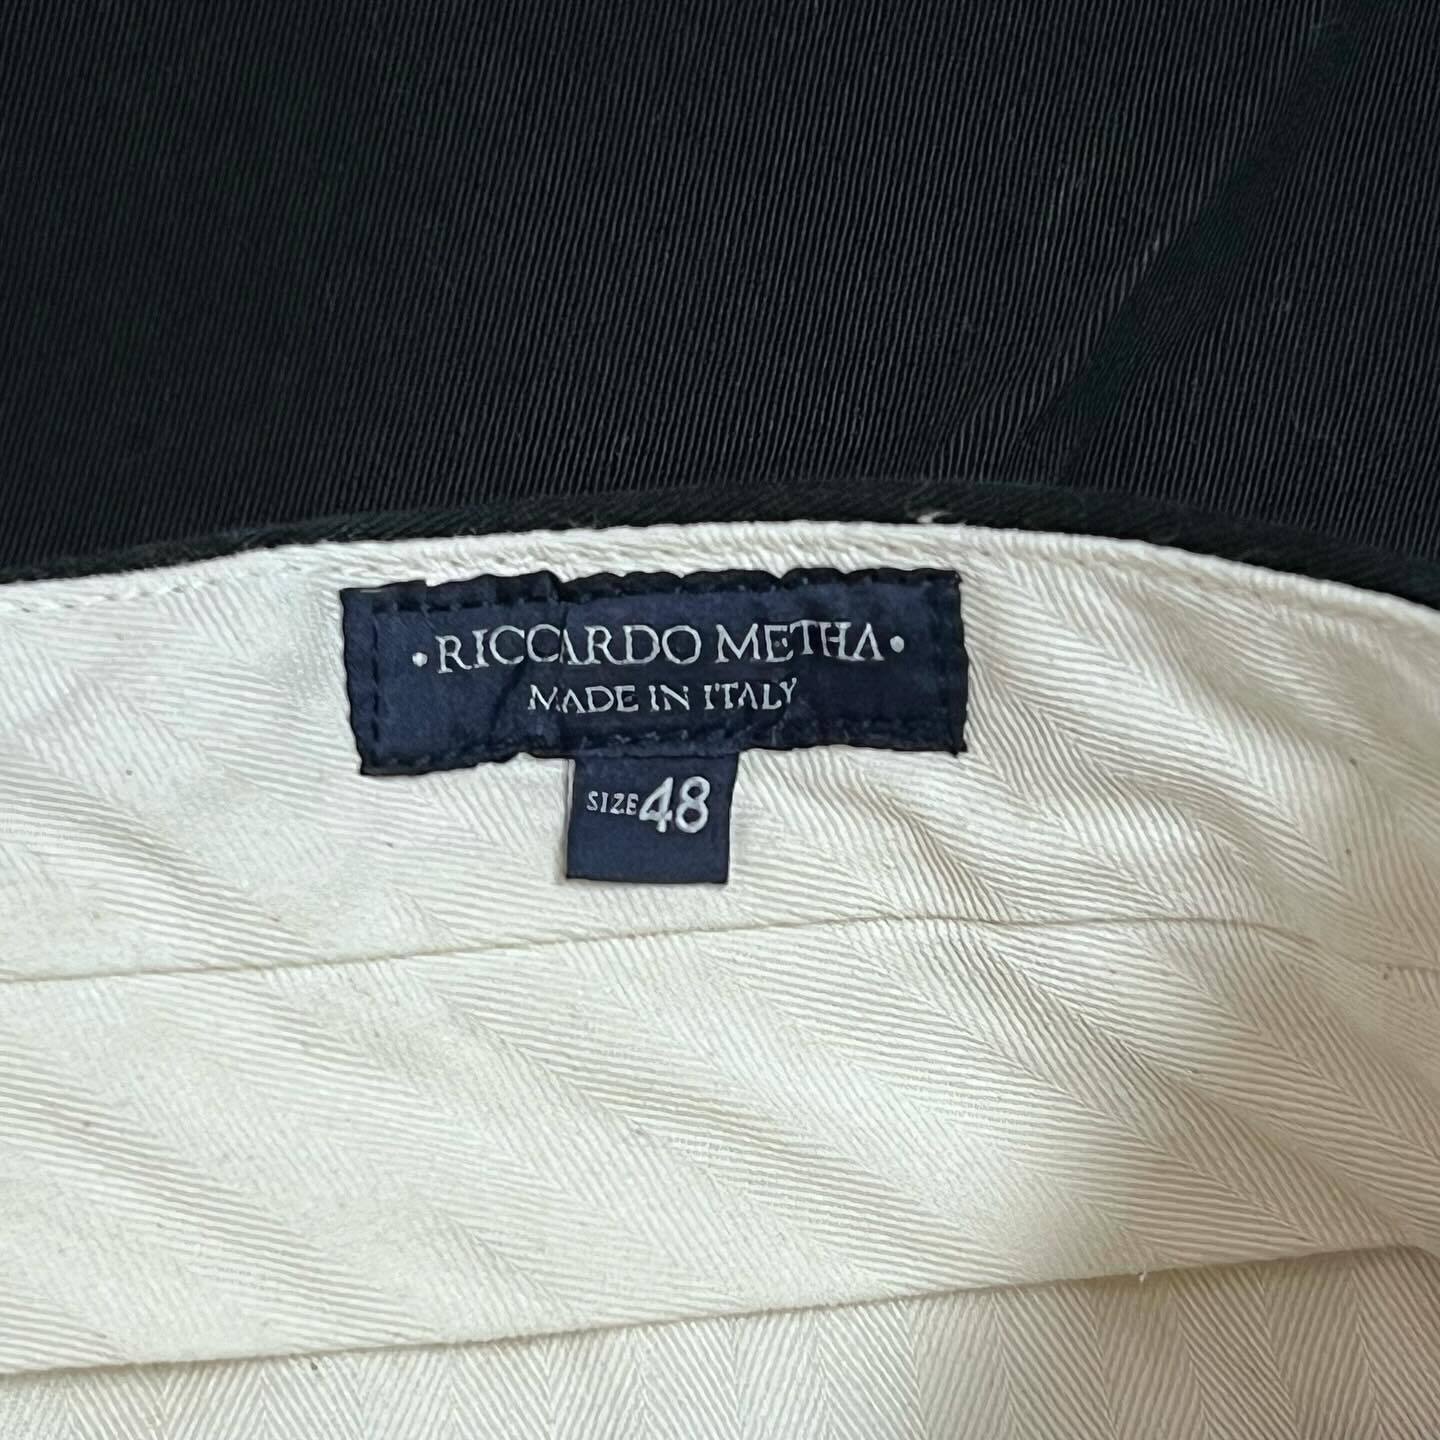 •RICCARDO METHA•
MADE IN ITALY
SIZE 48